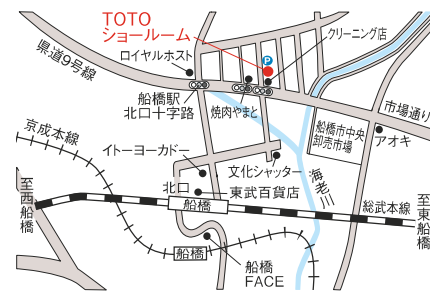 TOTO
ショールーム
P
クリーニング店
県道9号線
ロイヤルホスト
船橋駅
北口十字路
焼肉やまと
市場通り
船橋市中央
卸売市場
アオキ
京成本線
イトーヨーカドー
文化シャッター
海老川
北口
東武百貨店
至西船橋
船橋
総武本線
至東船橋
船橋
船橋
FACE